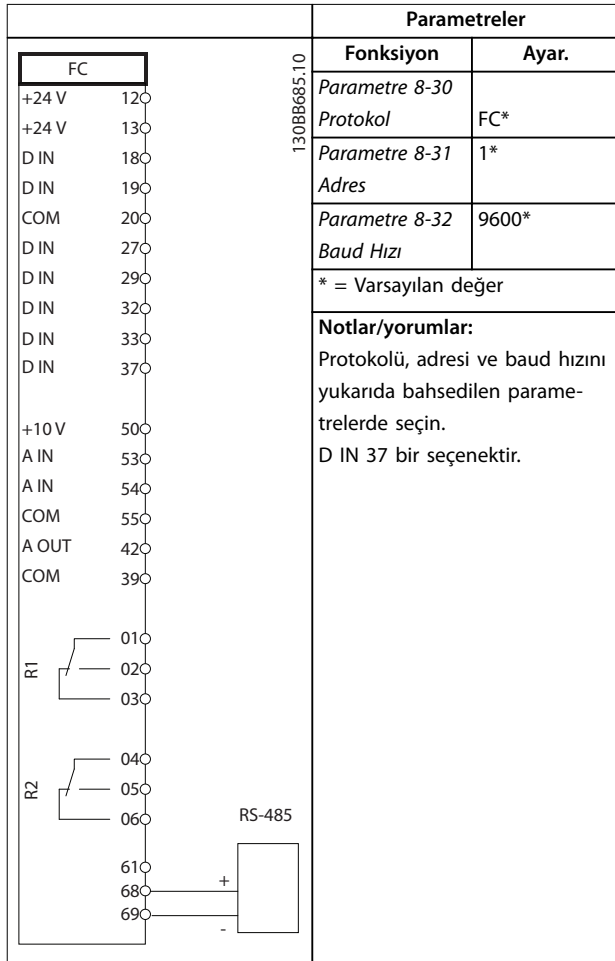 Parametreler
Fonksiyon Ayar.
Parametre 8-30
Protokol FC*
Parametre 8-31 1*
Adres
Parametre 8-32 9600*
Baud Hızı
* = Varsayılan değer
Notlar/yorumlar:
Protokolü, adresi ve baud hızını
yukarıda bahsedilen parame-
trelerde seçin.
D IN 37 bir seçenektir.
130BB685.10
FC
+24 V 12
+24 V 13
D IN 18
D IN 19
COM 20
D IN 27
D IN 29
D IN 32
D IN 33
D IN 37
+10 V 50
A IN 53
A IN 54
COM 55
A OUT 42
COM 39
R1
01
02
03
R2
04
05
06
RS-485
61
68 +
69 -